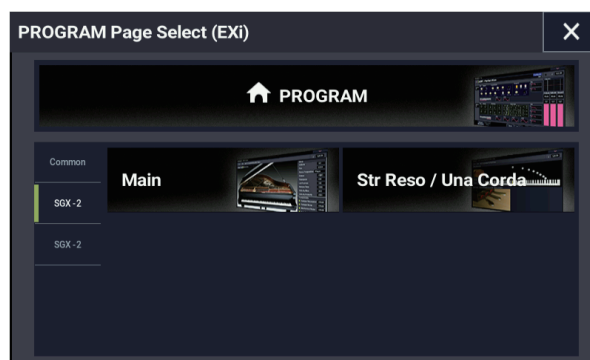 PROGRAM Page Select (EXi)
PROGRAM
Common
SGX-2
SGX-2
Main
Str Reso / Una Corda